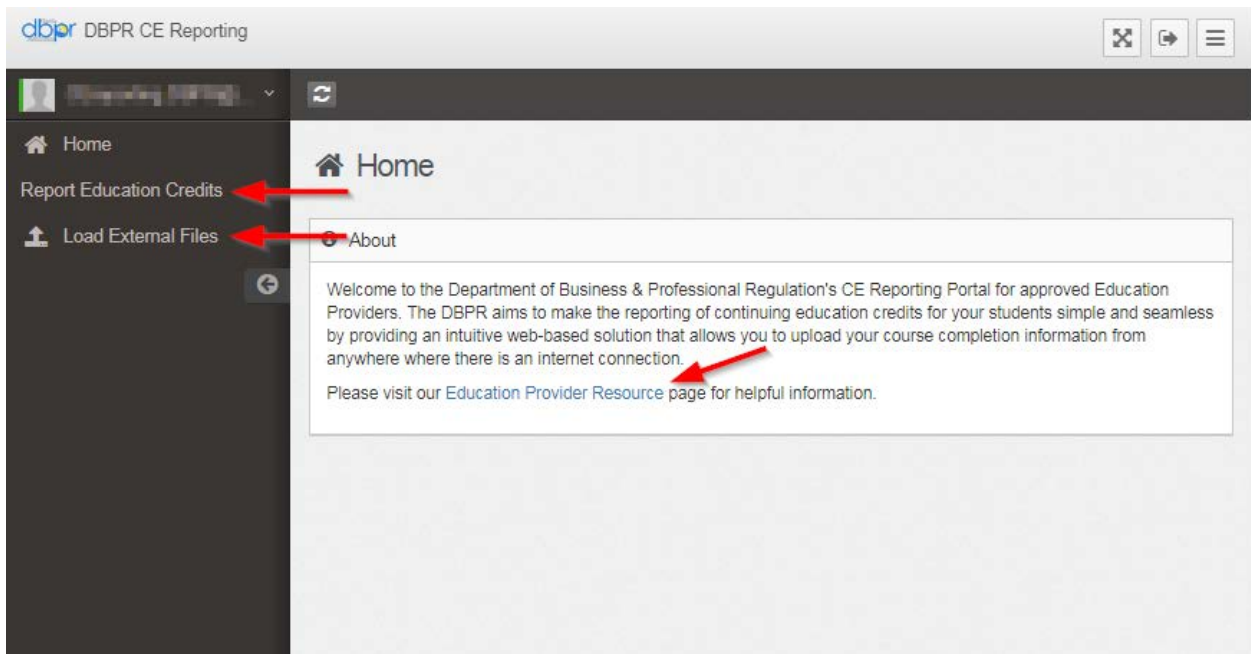 dbpr DBPR CE Reporting
Home
Report Education Credits
Load External Files
Home
About
Welcome to the Department of Business & Professional Regulation's CE Reporting Portal for approved Education
Providers. The DBPR aims to make the reporting of continuing education credits for your students simple and seamless
by providing an intuitive web-based solution that allows you to upload your course completion information from
anywhere where there is an internet connection.
Please visit our Education Provider Resource page for helpful information.